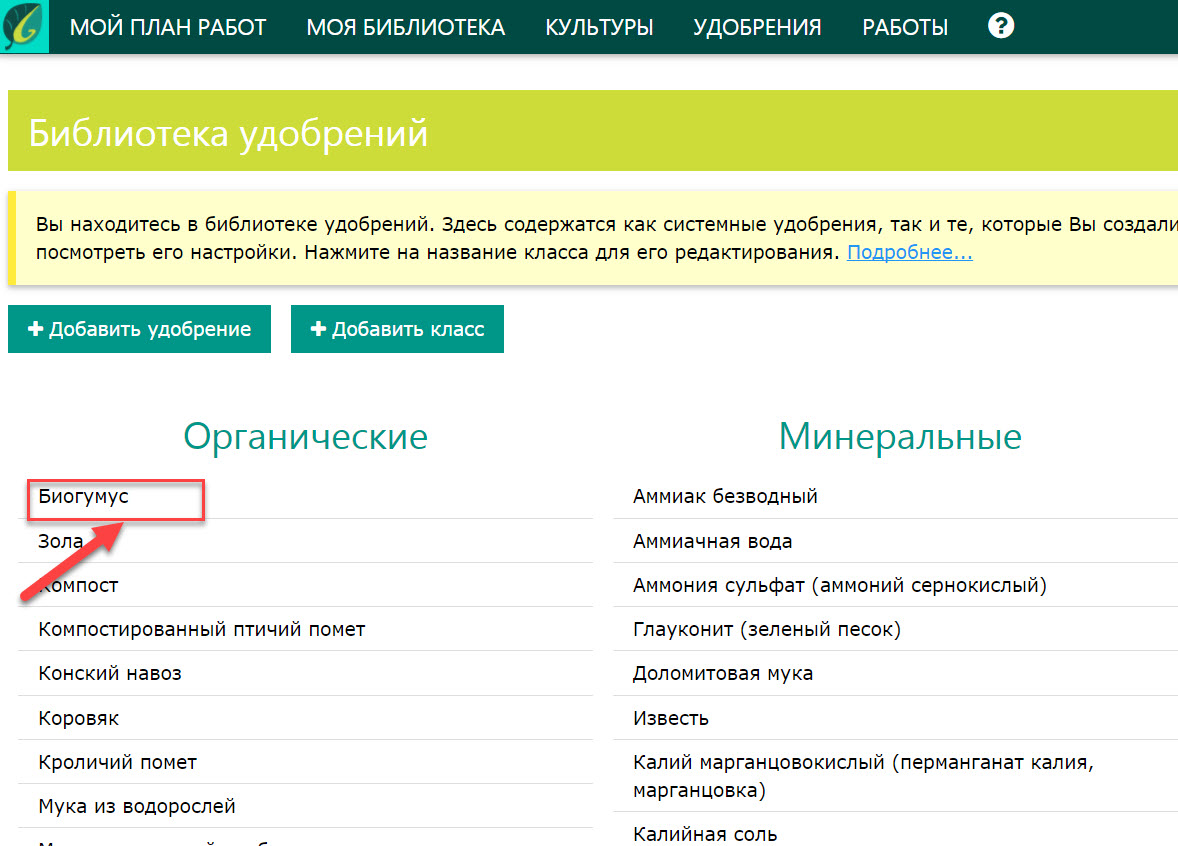 МОЙ ПЛАН РАБОТ МОЯ БИБЛИОТЕКА КУЛЬТУРЫ УДОБРЕНИЯ РАБОТЫ ?
Библиотека удобрений
Вы находитесь в библиотеке удобрений. Здесь содержатся как системные удобрения, так и те, которые Вы создали
посмотреть его настройки. Нажмите на название класса для его редактирования. Подробнее...
+ Добавить удобрение + Добавить класс
Органические
Биогумус
Зола
Компост
Компостированный птичий помет
Конский навоз
Коровяк
Кроличий помет
Мука из водорослей
Минеральные
Аммиак безводный
Аммиачная вода
Аммония сульфат (аммоний сернокислый)
Глауконит (зеленый песок)
Доломитовая мука
Известь
Калий марганцовокислый (перманганат калия,
марганцовка)
Калийная соль